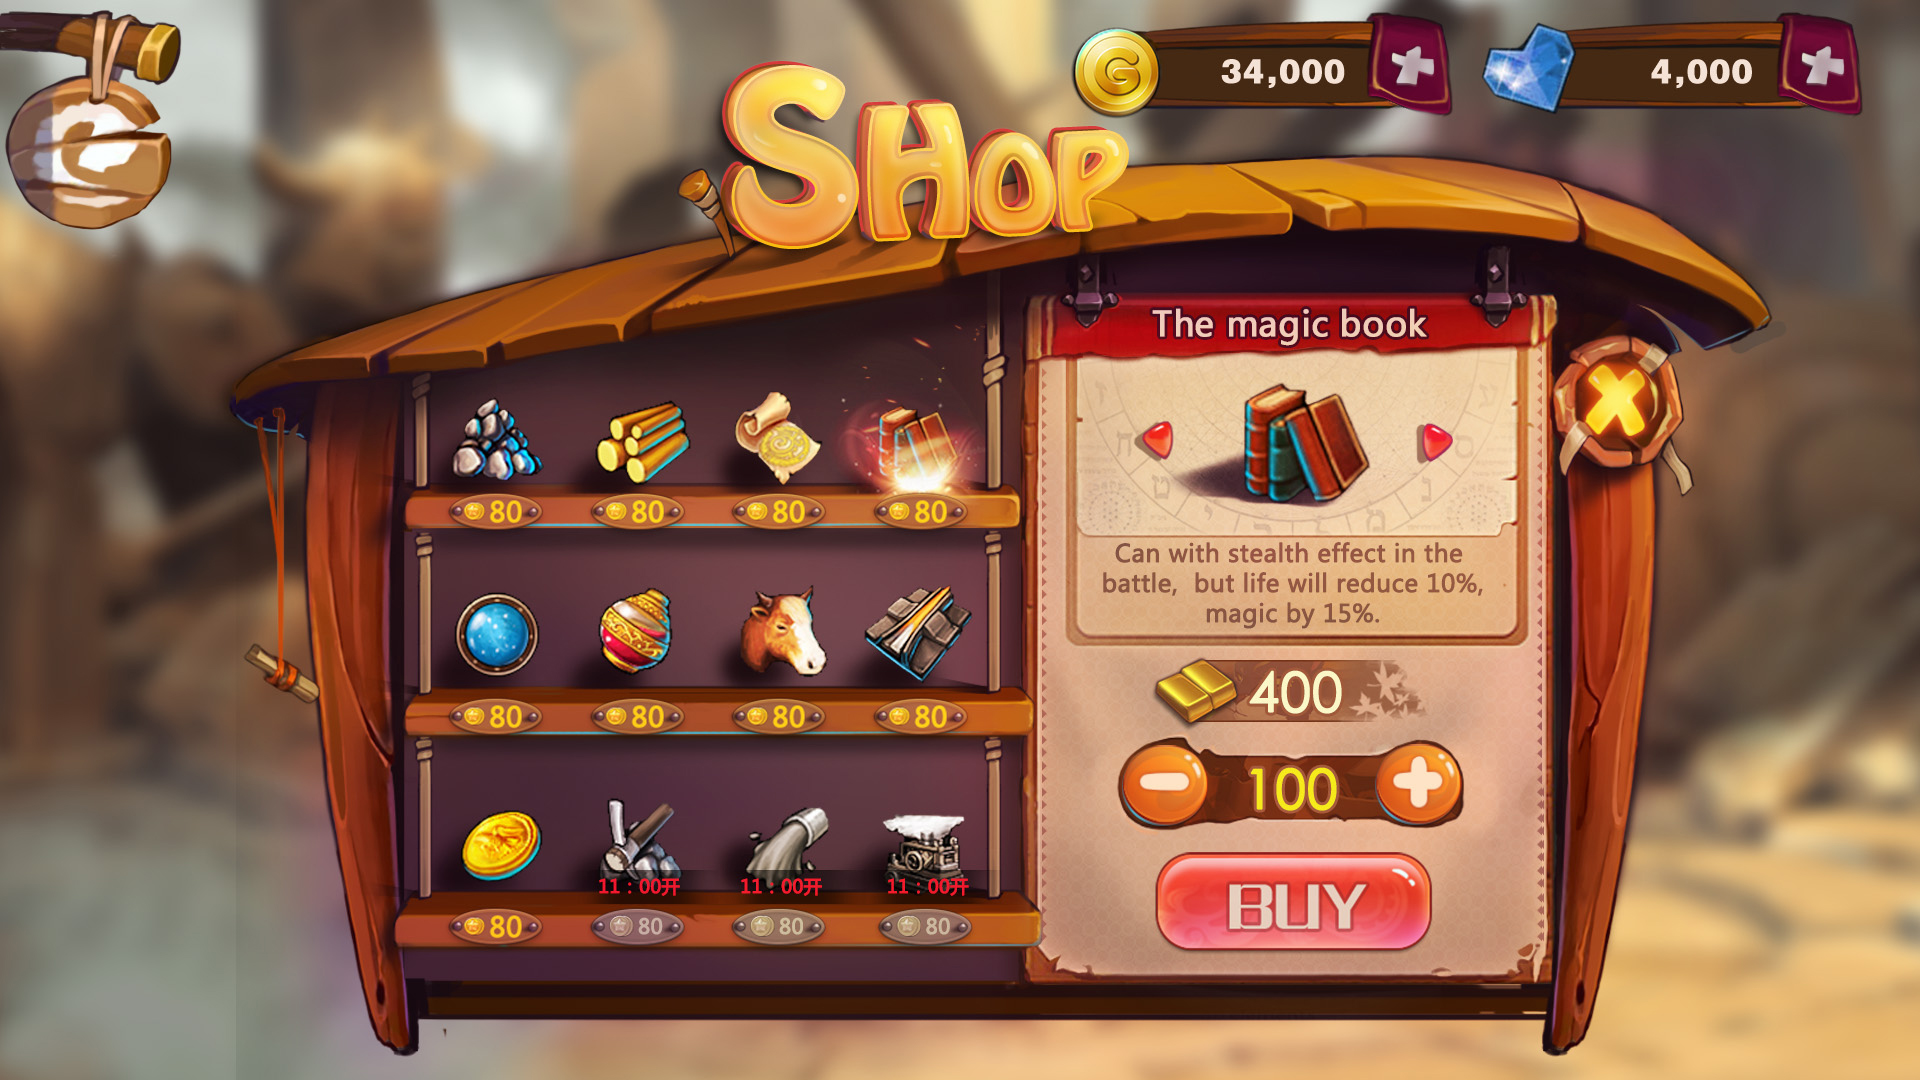 34,000
4,000
SHOP
The magic book
80 80 80 80
Can with stealth effect in the
battle, but life will reduce 10%,
magic by 15%.
80 80 80 80
400
100
11：00开 11：00开 11：00开
80 80 80 80
BUY